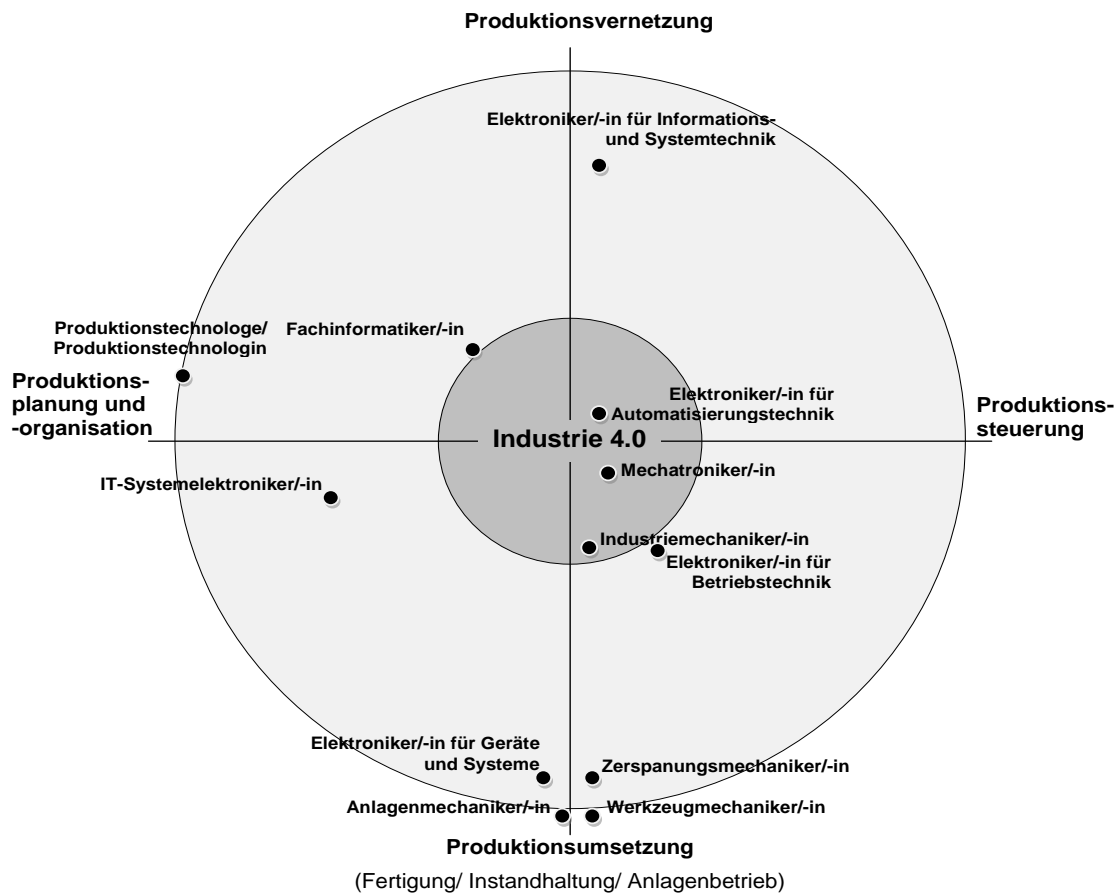 Produktionsvernetzung
Elektroniker/-in für Informations-
und Systemtechnik
Produktionstechnologe/
Produktionstechnologin
Fachinformatiker/-in
Produktions-
planung und
-organisation
Elektroniker/-in für
Automatisierungstechnik
Produktions-
steuerung
Industrie 4.0
Mechatroniker/-in
IT-Systemelektroniker/-in
Industriemechaniker/-in
Elektroniker/-in für
Betriebstechnik
Elektroniker/-in für Geräte
und Systeme
Zerspanungsmechaniker/-in
Anlagenmechaniker/-in
Werkzeugmechaniker/-in
Produktionsumsetzung
(Fertigung/ Instandhaltung/ Anlagenbetrieb)